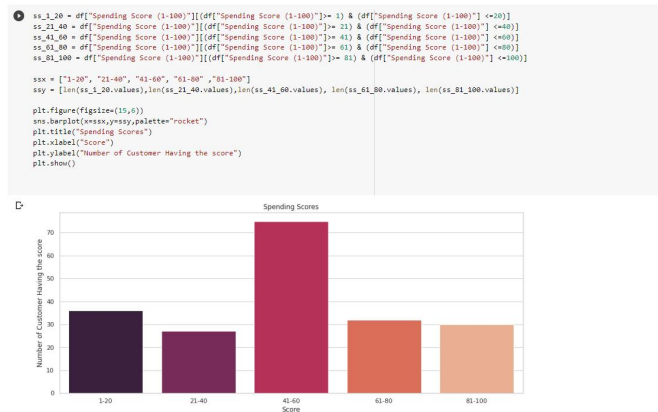 ss_1_20 = df["Spending Score (1-100)"][(df["Spending Score (1-100)"]>= 1) & (df["Spending Score (1-100)"] <=20)]
ss_21_40 = df["Spending Score (1-100)"][(df["Spending Score (1-100)"]>= 21) & (df["Spending Score (1-100)"] <=40)]
ss_41_60 = df["Spending Score (1-100)"][(df["Spending Score (1-100)"]>= 41) & (df["Spending Score (1-100)"] <=60)]
ss_61_80 = df["Spending Score (1-100)"][(df["Spending Score (1-100)"]>= 61) & (df["Spending Score (1-100)"] <=80)]
ss_81_100 = df["Spending Score (1-100)"][(df["Spending Score (1-100)"]>= 81) & (df["Spending Score (1-100)"] <=100)]
ssx = ["1-20", "21-40", "41-60", "61-80" ,"81-100"]
ssy = [len(ss_1_20.values),len(ss_21_40.values),len(ss_41_60.values), len(ss_61_80.values), len(ss_81_100.values)]
plt.figure(figsize=(15,6))
sns.barplot(x=ssx,y=ssy,palette="rocket")
plt.title("Spending Scores")
plt.xlabel("Score")
plt.ylabel("Number of Customer Having the score")
plt.show()
Spending Scores
Number of Customer Having the score
70
60
50
40
30
20
10
0
1-20 21-40 41-60 61-80 81-100
Score